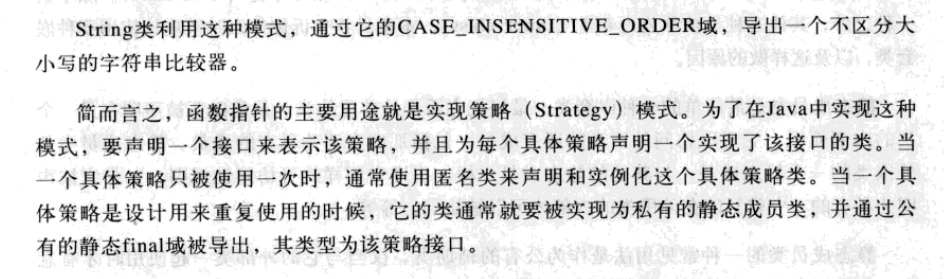 String类利用这种模式，通过它的CASE_INSENSITIVE_ORDER域，导出一个不区分大
小写的字符串比较器。
简而言之，函数指针的主要用途就是实现策略（Strategy）模式。为了在Java中实现这种
模式，要声明一个接口来表示该策略，并且为每个具体策略声明一个实现了该接口的类。当
一个具体策略只被使用一次时，通常使用匿名类来声明和实例化这个具体策略类。当一个具
体策略是设计用来重复使用的时候，它的类通常就要被实现为私有的静态成员类，并通过公
有的静态final域被导出，其类型为该策略接口。